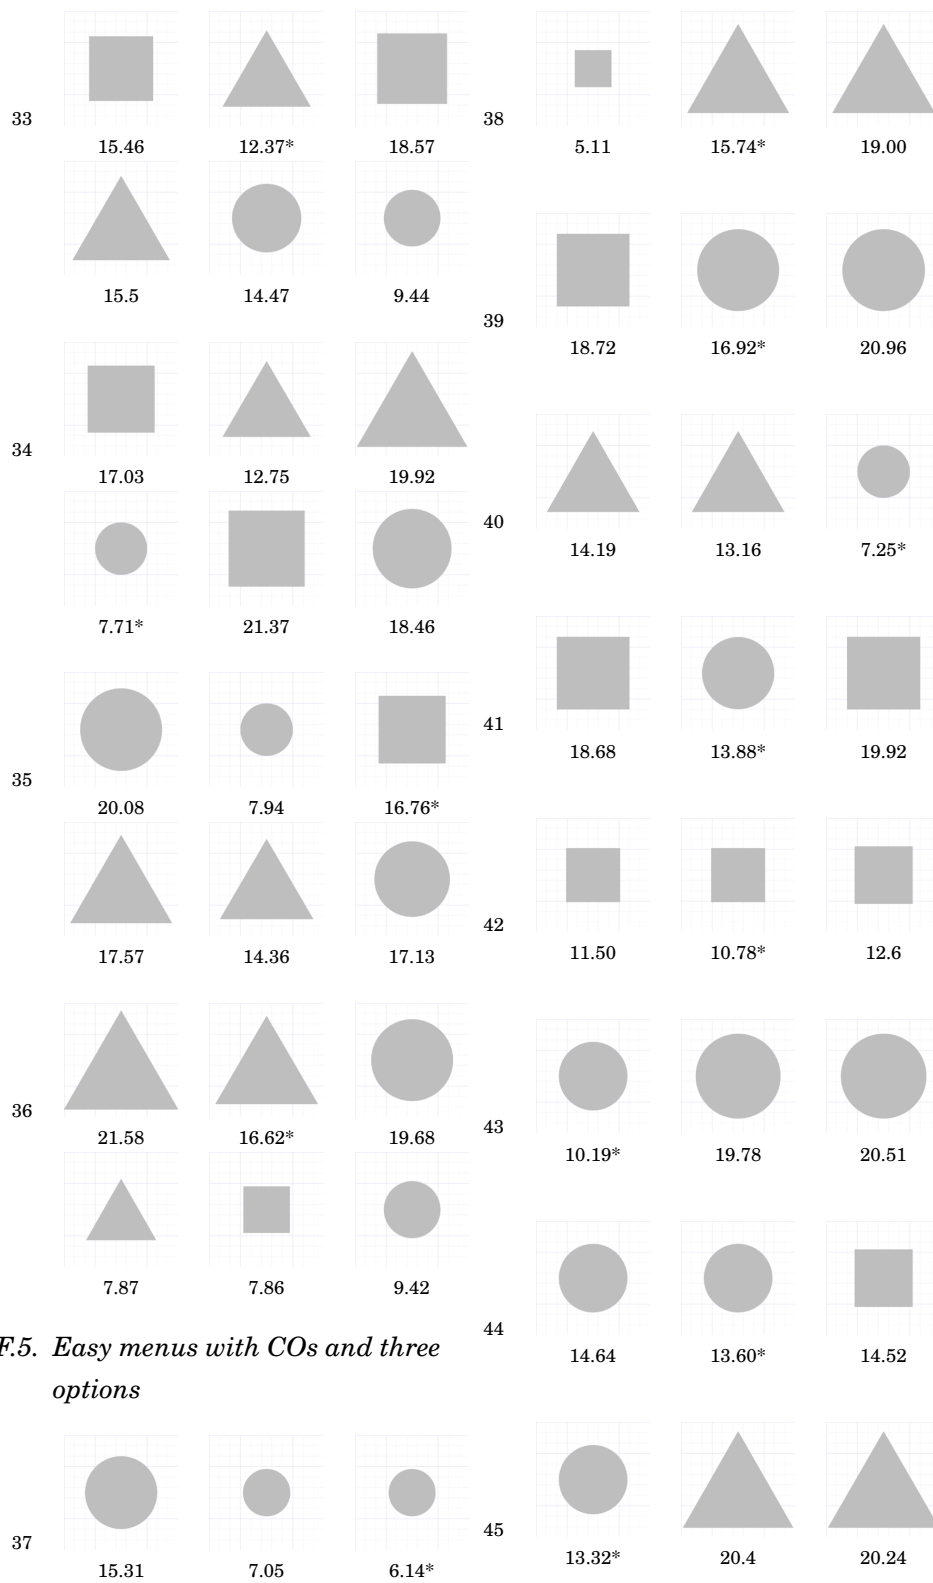 33
15.46 12.37* 18.57
15.5 14.47 9.44
34
17.03 12.75 19.92
7.71* 21.37 18.46
35
20.08 7.94 16.76*
17.57 14.36 17.13
36
21.58 16.62* 19.68
7.87 7.86 9.42
F.5. Easy menus with COs and three
options
37
15.31 7.05 6.14*
38
5.11 15.74* 19.00
39
18.72 16.92* 20.96
40
14.19 13.16 7.25*
41
18.68 13.88* 19.92
42
11.50 10.78* 12.6
43
10.19* 19.78 20.51
44
14.64 13.60* 14.52
45
13.32* 20.4 20.24